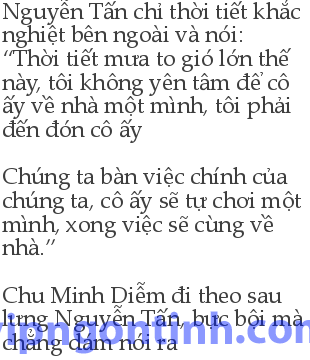 Nguyễn Tấn chỉ thời tiết khắc
nghiệt bên ngoài và nói:
“Thời tiết mưa to gió lớn thế
này, tôi không yên tâm để cô
ấy về nhà một mình, tôi phải
đến đón cô ấy
Chúng ta bàn việc chính của
chúng ta, cô ấy sẽ tự chơi một
mình, xong việc sẽ cùng về
nhà.”
Chu Minh Diễm đi theo sau
lưng Nguyễn Tấn, bực bội mà
chẳng dám nói ra
vipngontinh.com